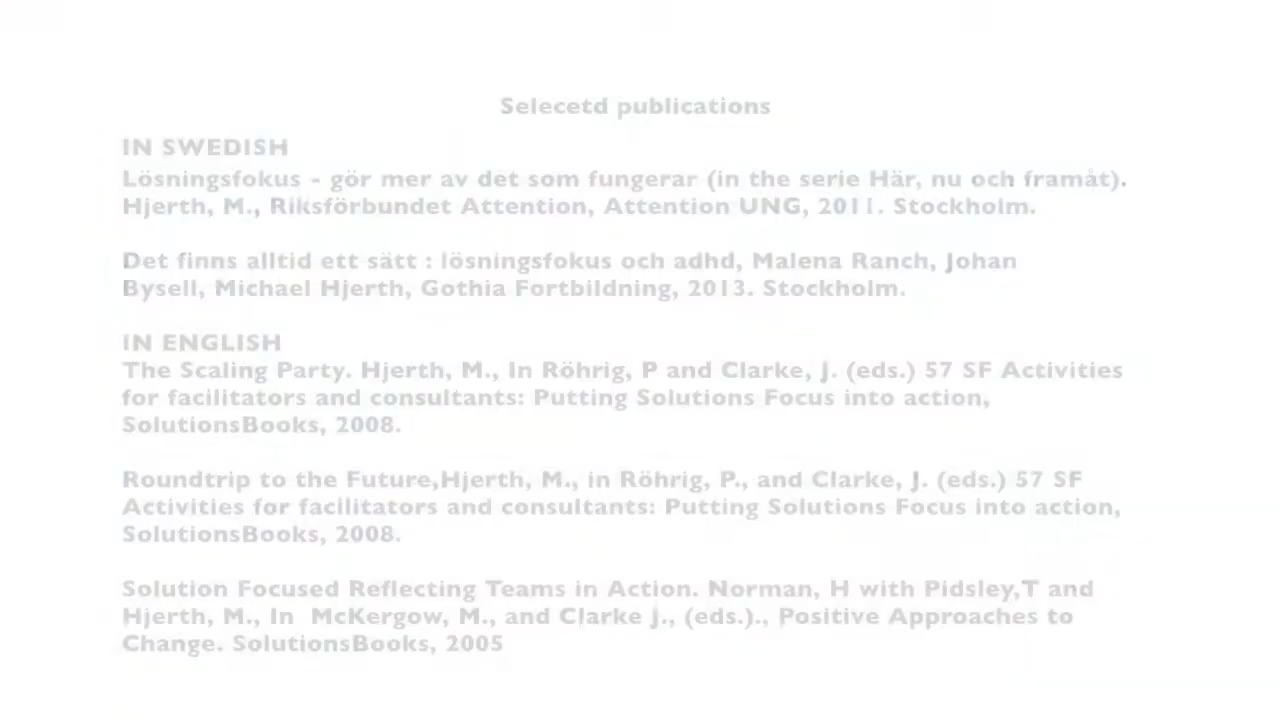 Selecetd publications
IN SWEDISH
Lösningsfokus - gör mer av det som fungerar (in the serie Här, nu och framåt).
Hjerth, M., Riksförbundet Attention, Attention UNG, 2011. Stockholm.
Det finns alltid ett sätt : lösningsfokus och adhd, Malena Ranch, Johan
Bysell, Michael Hjerth, Gothia Fortbildning, 2013. Stockholm.
IN ENGLISH
The Scaling Party. Hjerth, M., In Röhrig, P and Clarke, J. (eds.) 57 SF Activities
for facilitators and consultants: Putting Solutions Focus into action,
SolutionsBooks, 2008.
Roundtrip to the Future,Hjerth, M., in Röhrig, P., and Clarke, J. (eds.) 57 SF
Activities for facilitators and consultants: Putting Solutions Focus into action,
SolutionsBooks, 2008.
Solution Focused Reflecting Teams in Action. Norman, H with Pidsley,T and
Hjerth, M., In  McKergow, M., and Clarke J., (eds.)., Positive Approaches to
Change. SolutionsBooks, 2005